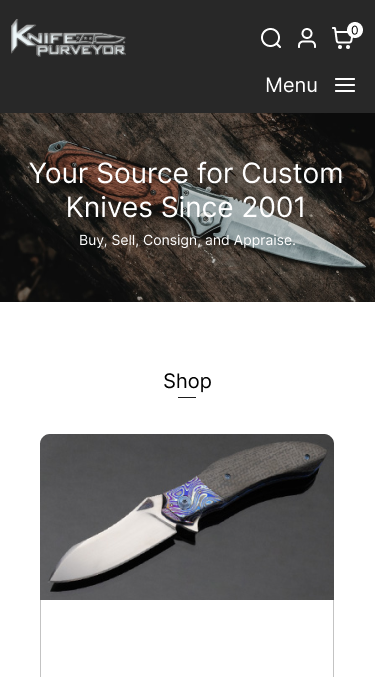 KNIFE
PURVEYOR
0
Menu
Your Source for Custom
Knives Since 2001.
Buy, Sell, Consign, and Appraise.
Shop